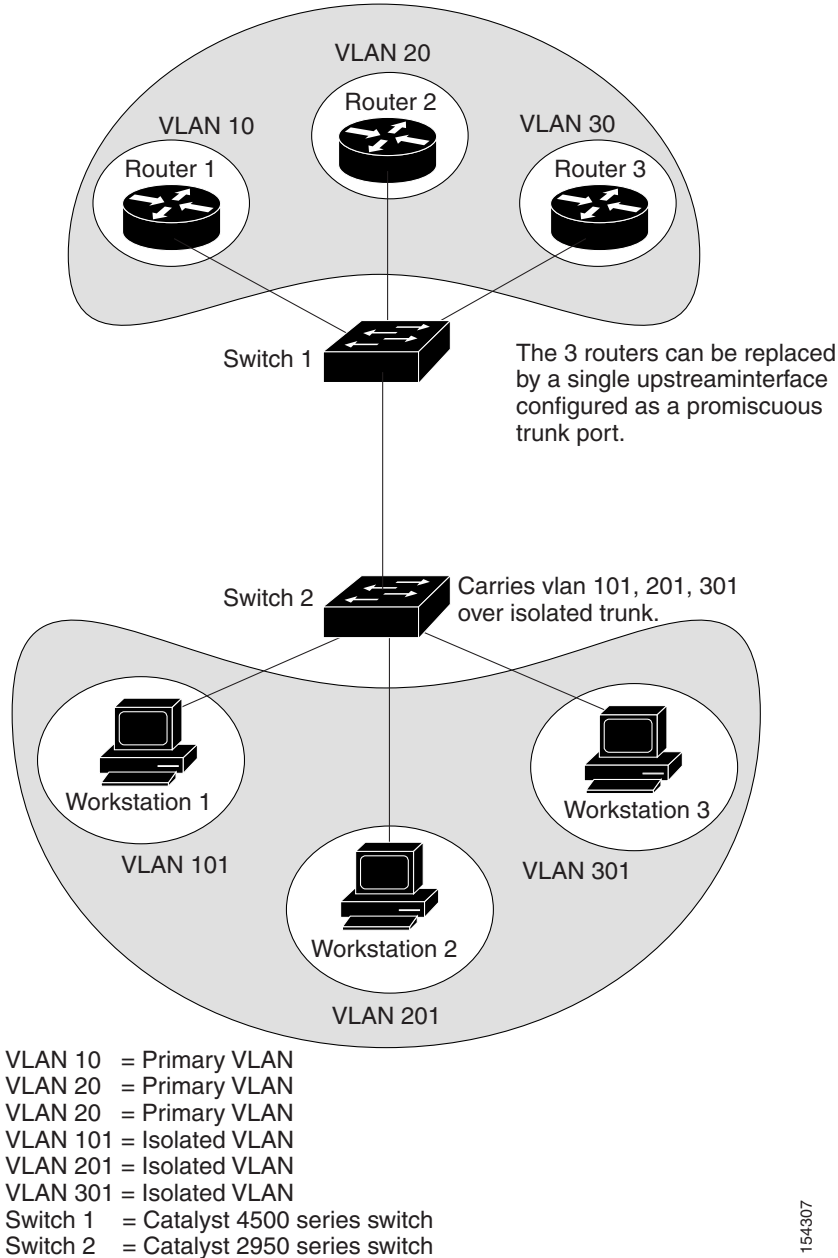 VLAN 20
Router 2
VLAN 10
VLAN 30
Router 1
Router 3
Switch 1
The 3 routers can be replaced
by a single upstreaminterface
configured as a promiscuous
trunk port.
Switch 2
Carries vlan 101, 201, 301
over isolated trunk.
Workstation 1
Workstation 3
VLAN 101
VLAN 301
Workstation 2
VLAN 201
VLAN 10 = Primary VLAN
VLAN 20 = Primary VLAN
VLAN 20 = Primary VLAN
VLAN 101 = Isolated VLAN
VLAN 201 = Isolated VLAN
VLAN 301 = Isolated VLAN
Switch 1 = Catalyst 4500 series switch
Switch 2 = Catalyst 2950 series switch
154307